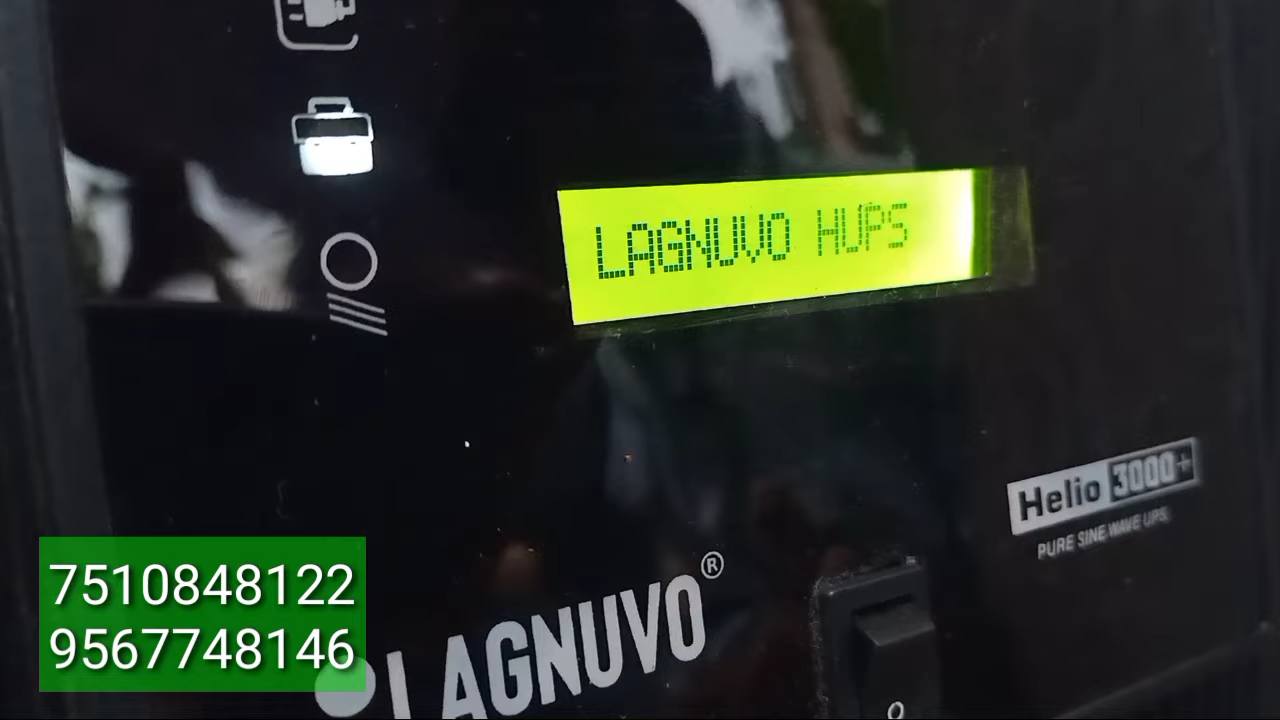 LAGNUVO HUPS
Helio 3000+
PURE SINE WAVE UPS
LAGNUVO®
7510848122
9567748146